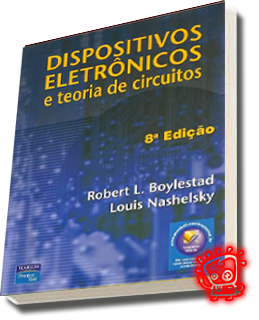 DISPOSITIVOS
ELETRÔNICOS
e teoria de circuitos
8ª Edição
Robert L. Boylestad
Louis Nashelsky
PEARSON